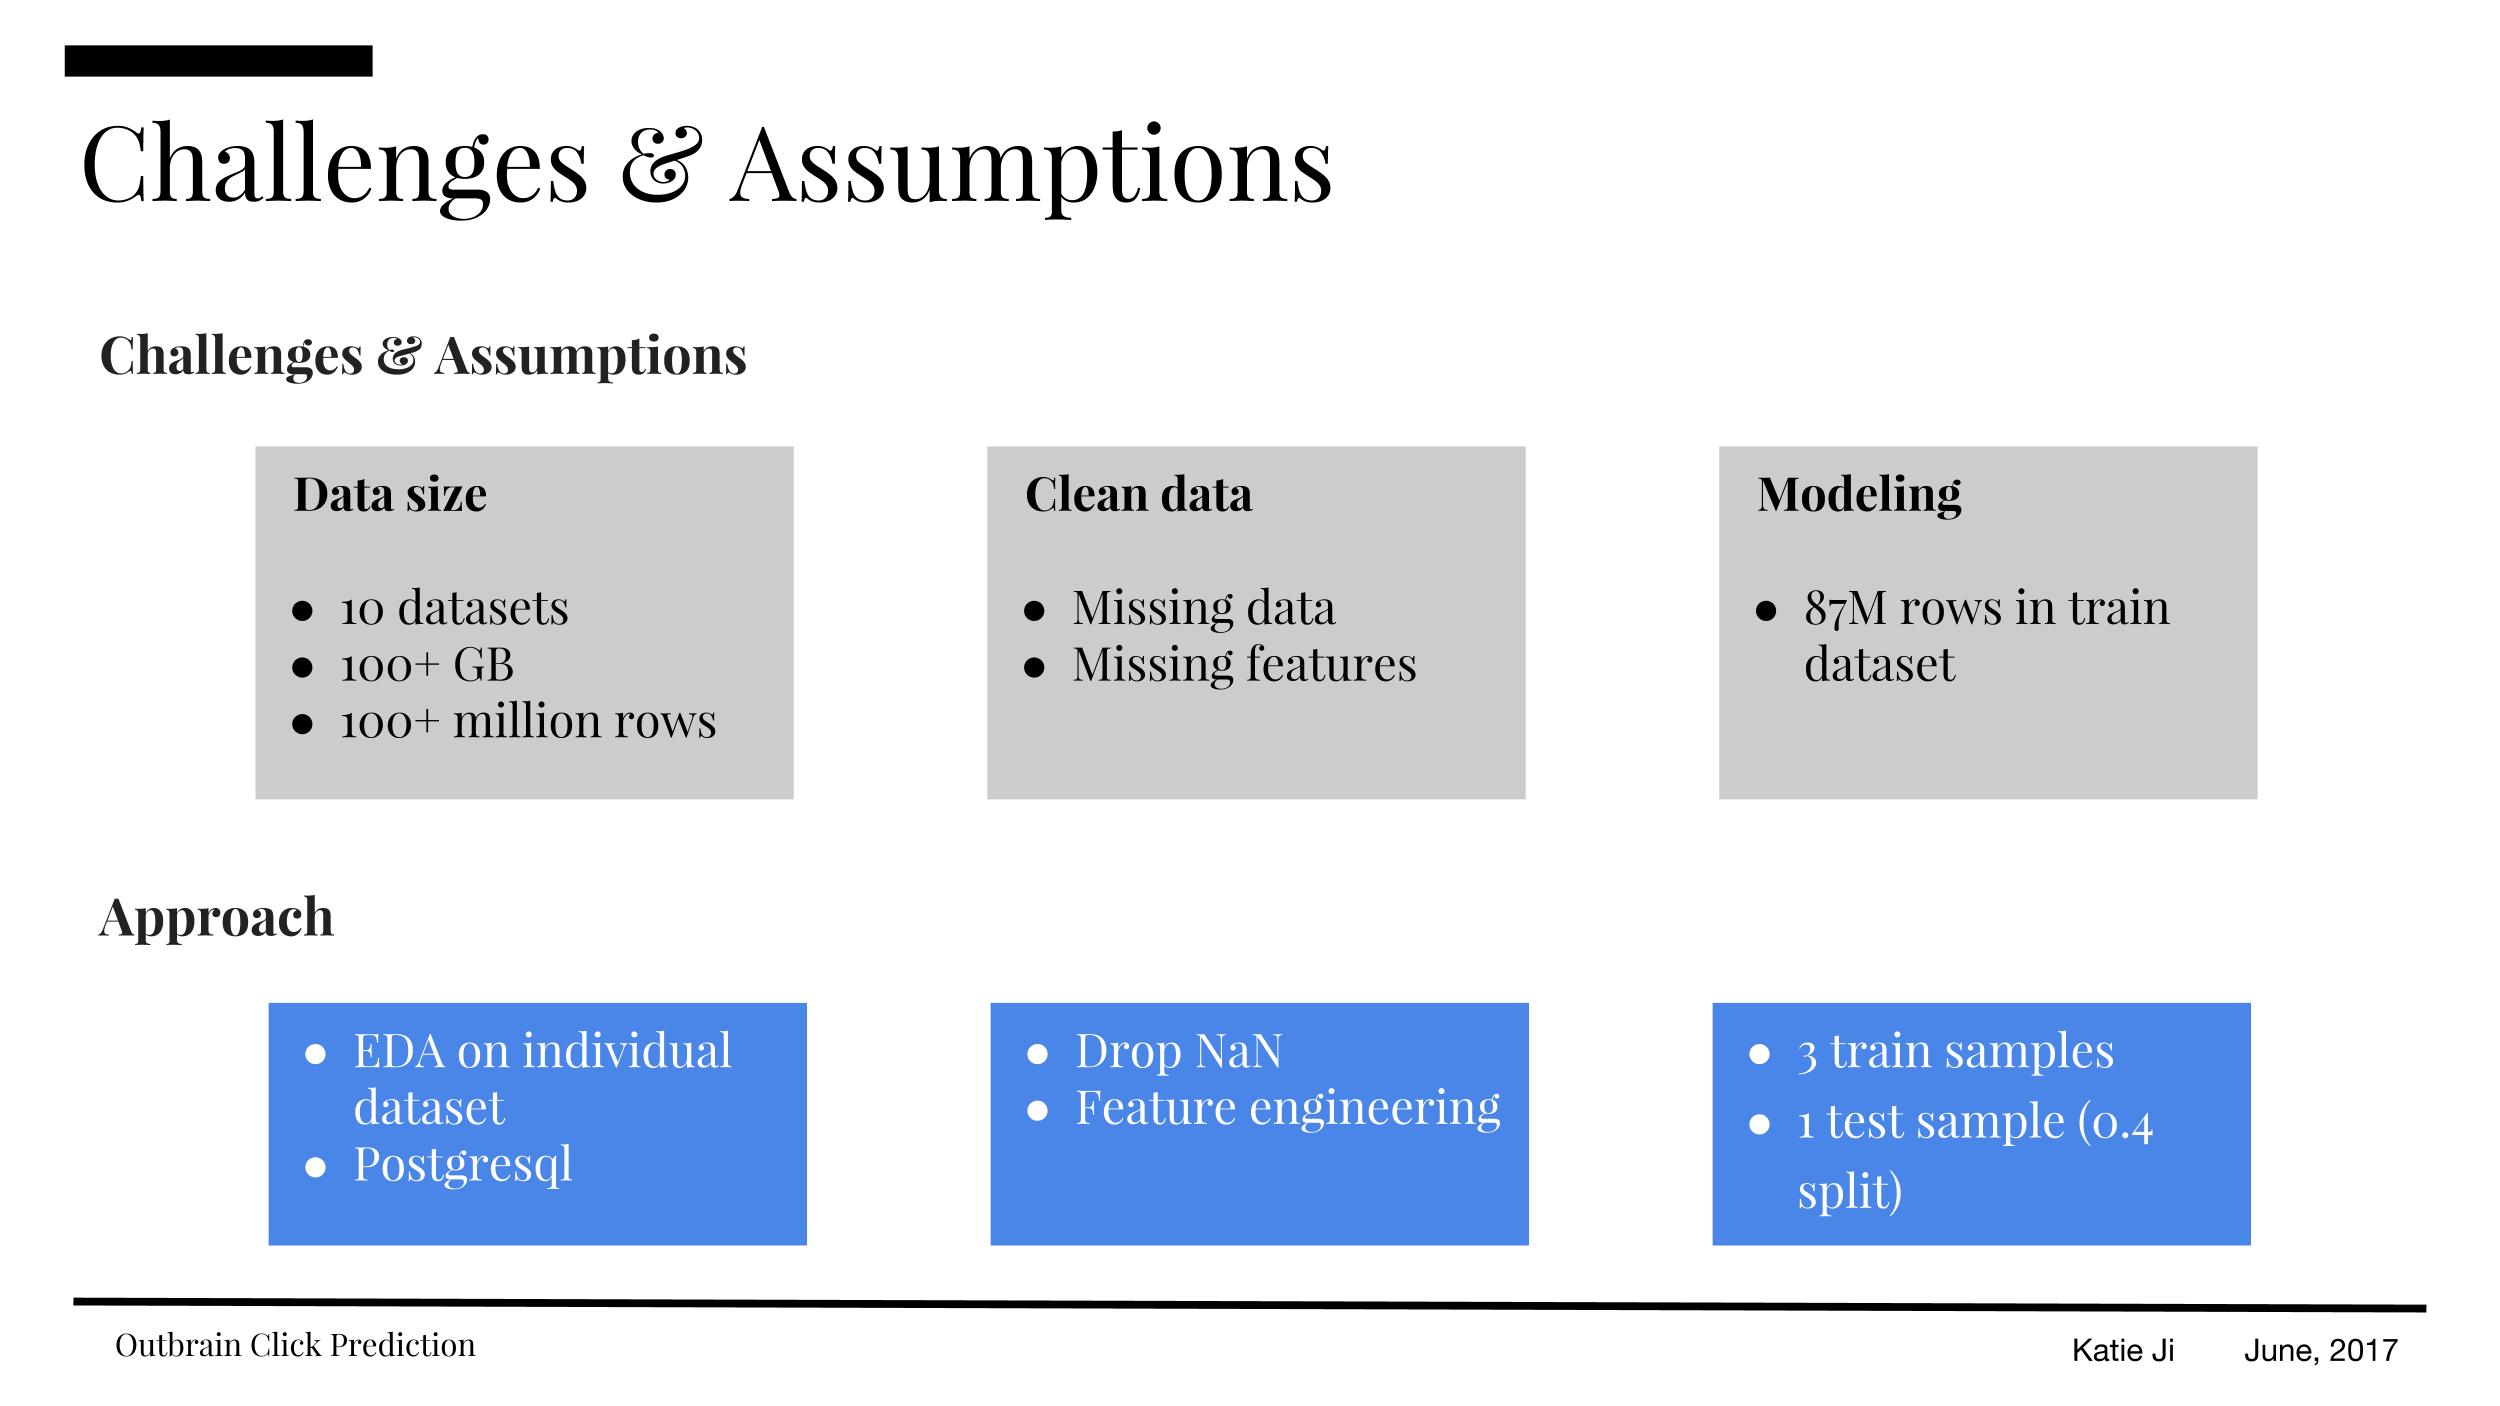 Challenges & Assumptions
Challenges & Assumptions
Data size
10 datasets
100+ GB
100+ million rows
Clean data
Missing data
Missing features
Modeling
87M rows in train
dataset
Approach
EDA on individual
dataset
Postgresql
Drop NaN
Feature engineering
3 train samples
1 test sample (0.4
split)
Outbrain Click Prediction
Katie Ji
June, 2017